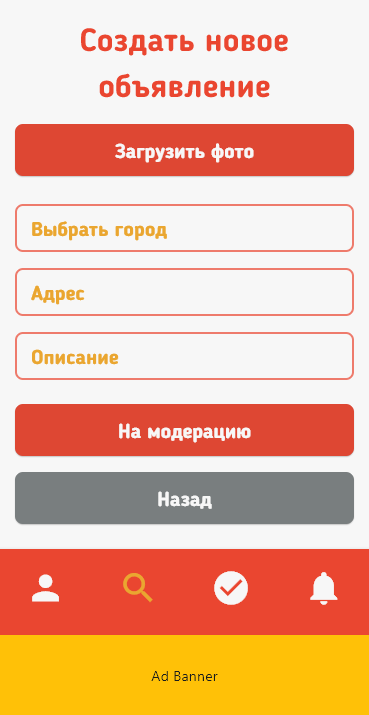 Создать новое
объявление
Загрузить фото
Выбрать город
Адрес
Описание
На модерацию
Назад
Ad Banner